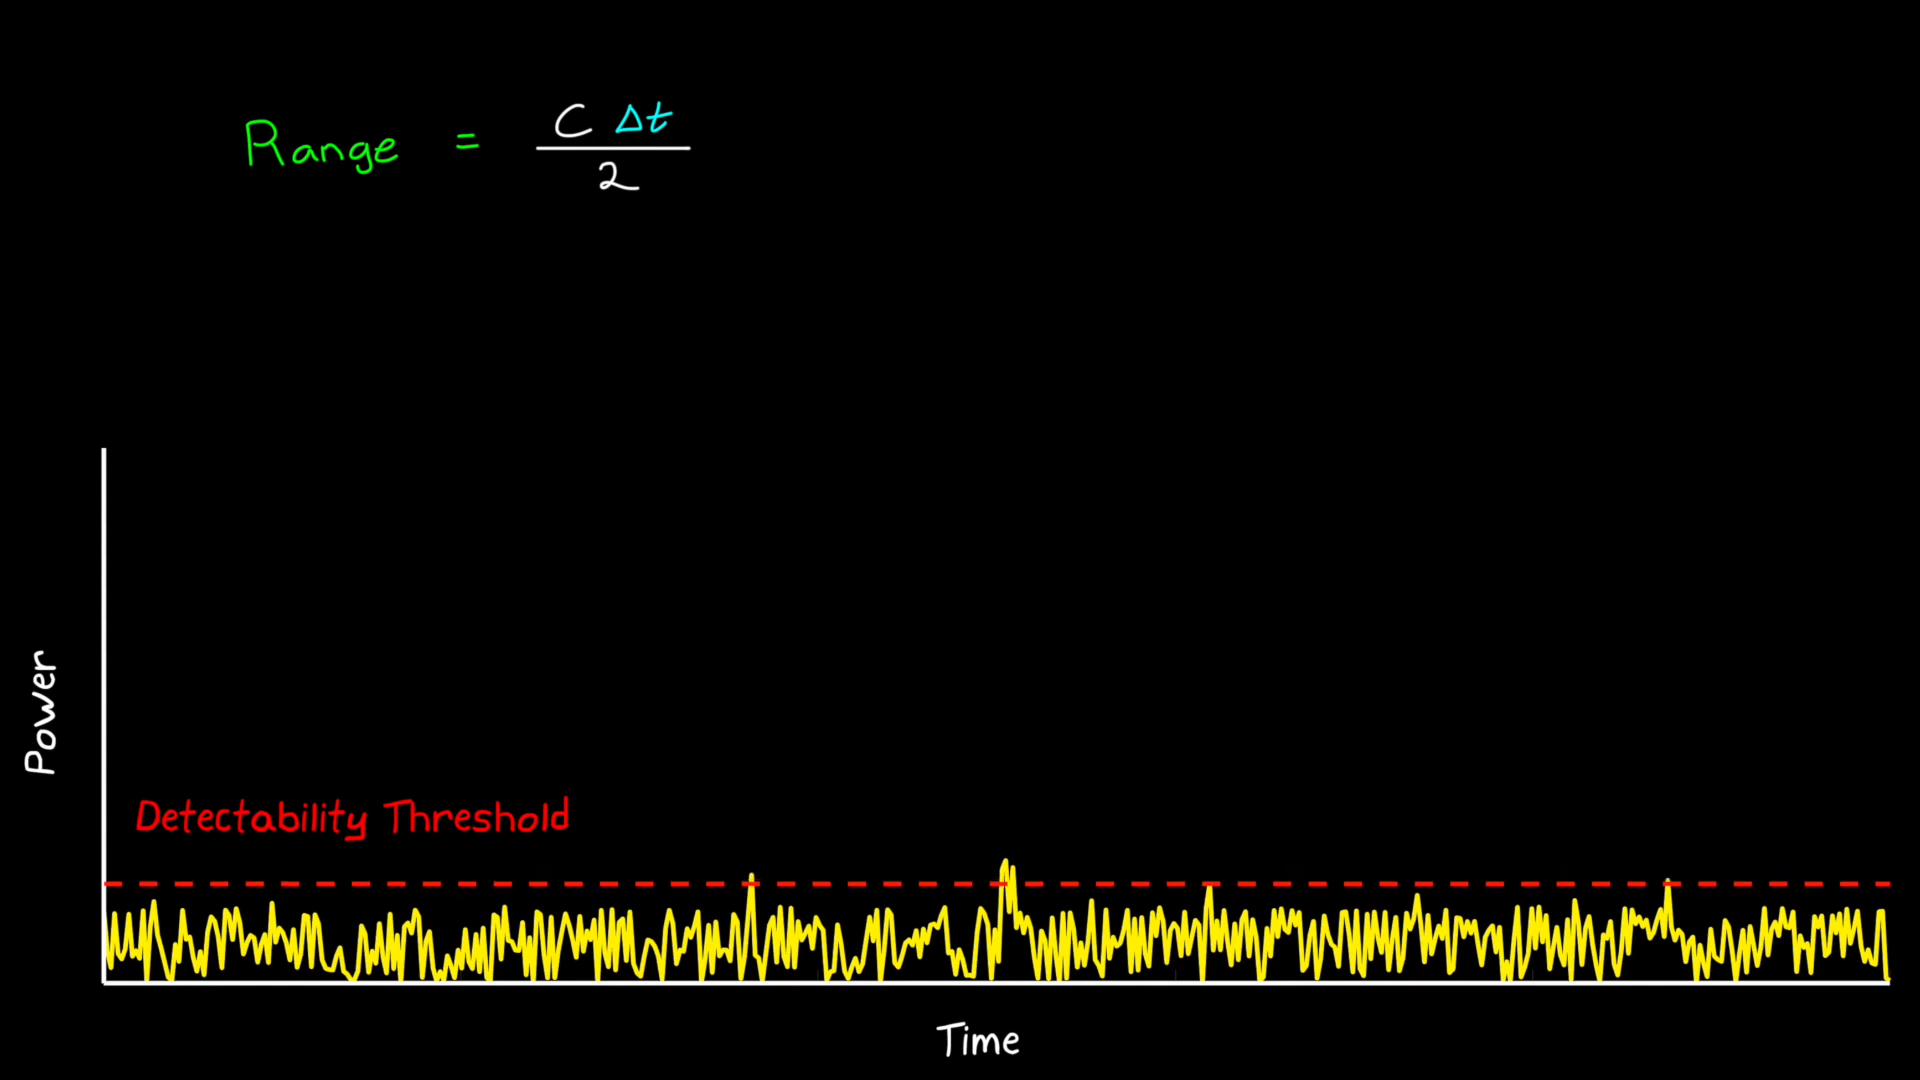 Range = C Δt / 2
Power
Detectability Threshold
Time